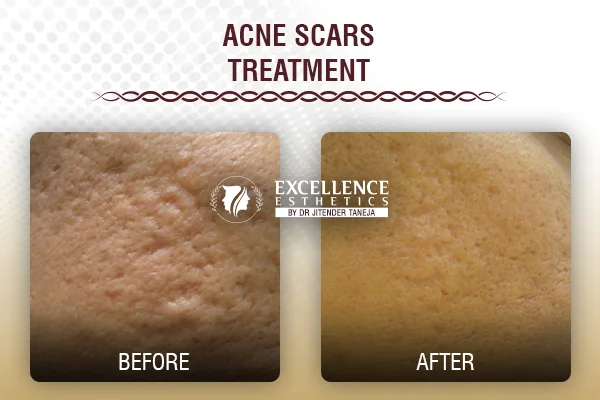 ACNE SCARS
TREATMENT
EXCELLENCE
ESTHETICS
BY DR JITENDER TANEJA
BEFORE
AFTER